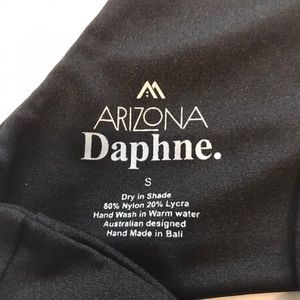 ARIZONA
Daphne.
S
Dry in Shade
80% Nylon 20% Lycra
Hand Wash in Warm water
Australian designed
Hand Made in Bali